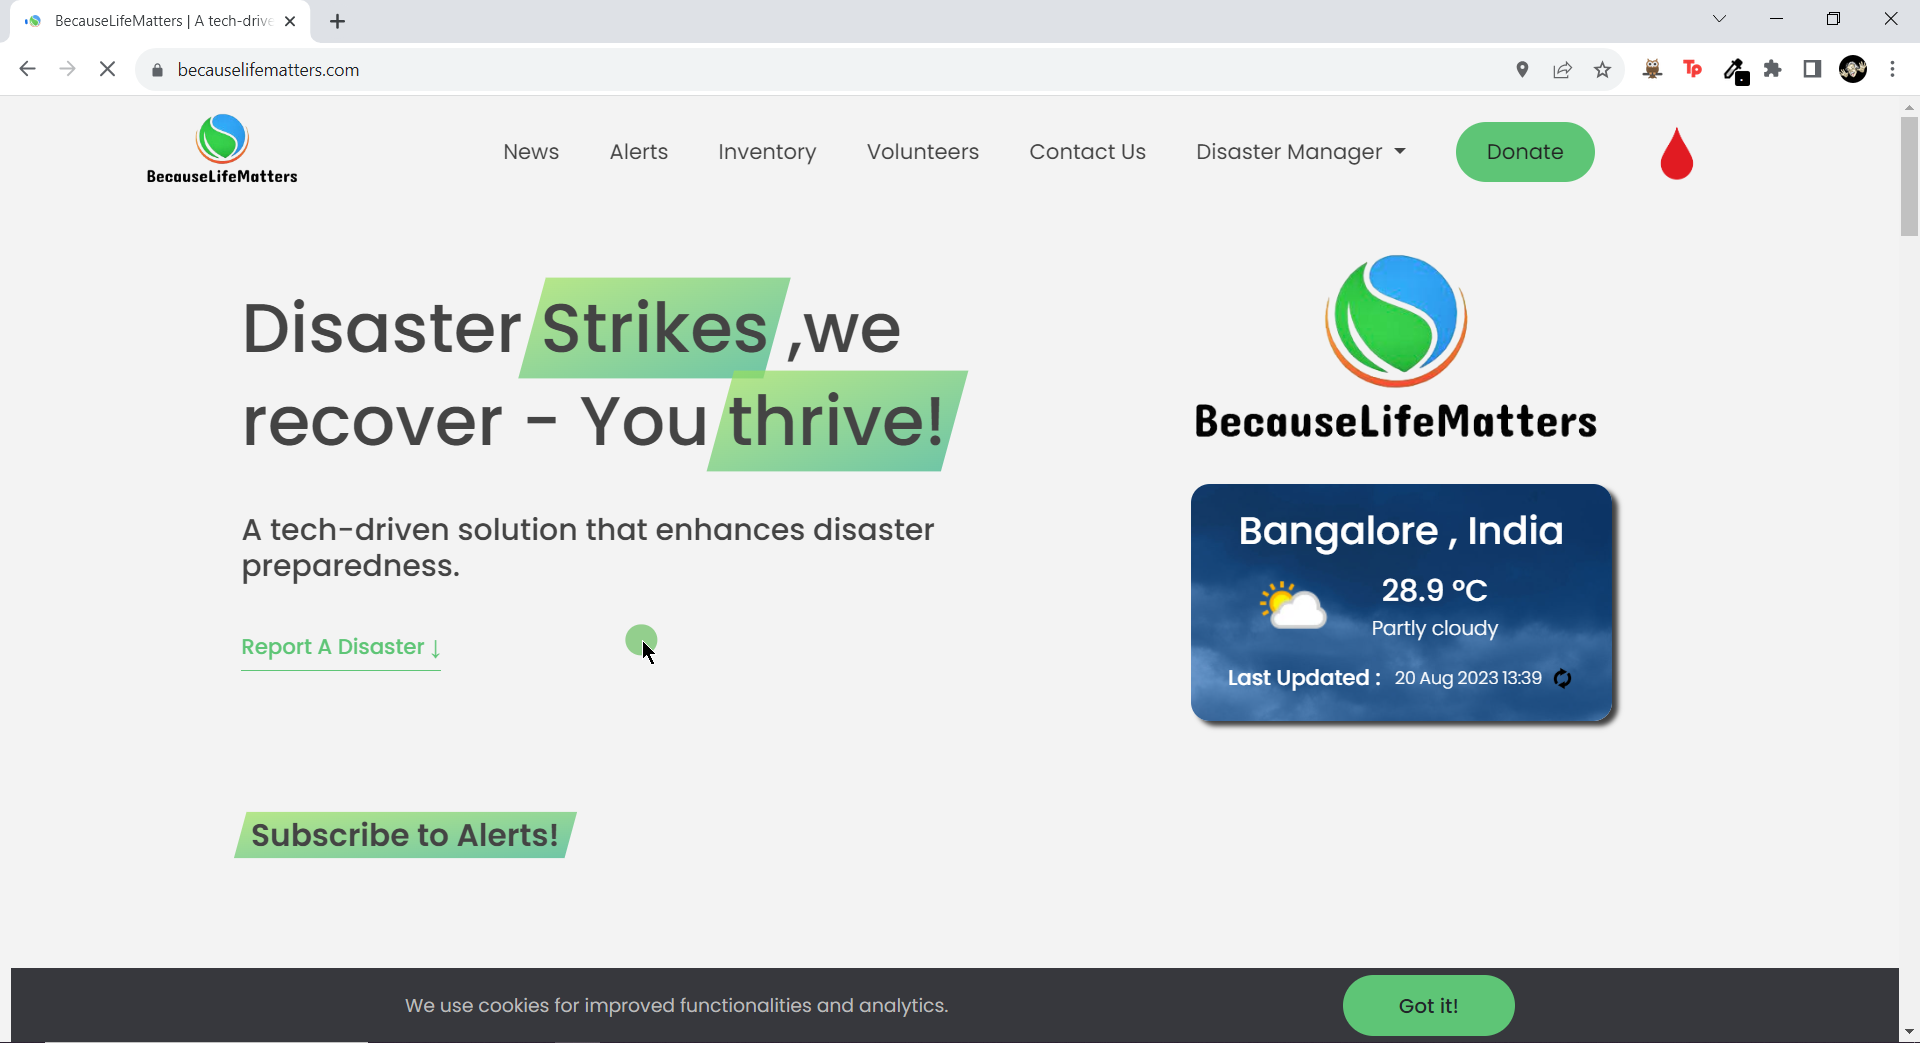 BecauseLifeMatters | A tech-drive
becauselifematters.com
Tp
BecauseLifeMatters
News
Alerts
Inventory
Volunteers
Contact Us
Disaster Manager
Donate
Disaster Strikes ,we
recover - You thrive!
A tech-driven solution that enhances disaster
preparedness.
Report A Disaster ↓
BecauseLifeMatters
Bangalore , India
28.9 °C
Partly cloudy
Last Updated : 20 Aug 2023 13:39
Subscribe to Alerts!
We use cookies for improved functionalities and analytics.
Got it!